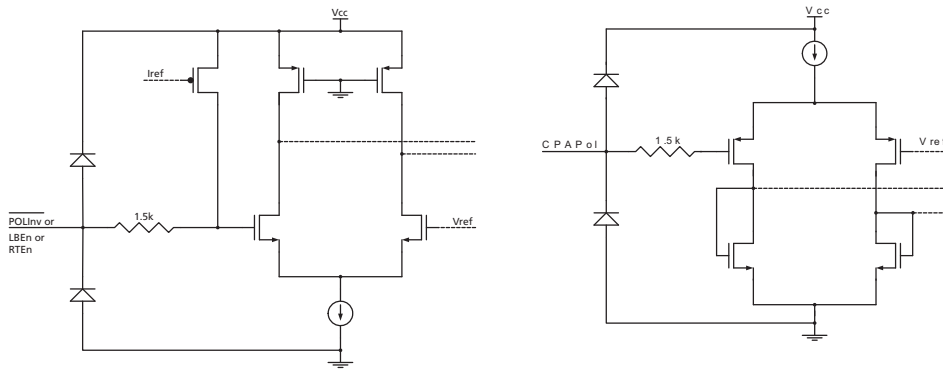 Vcc
Iref
1.5k
POLInv or
LBEn or
RTEn
Vref
Vcc
CPAPol
1.5k
Vref